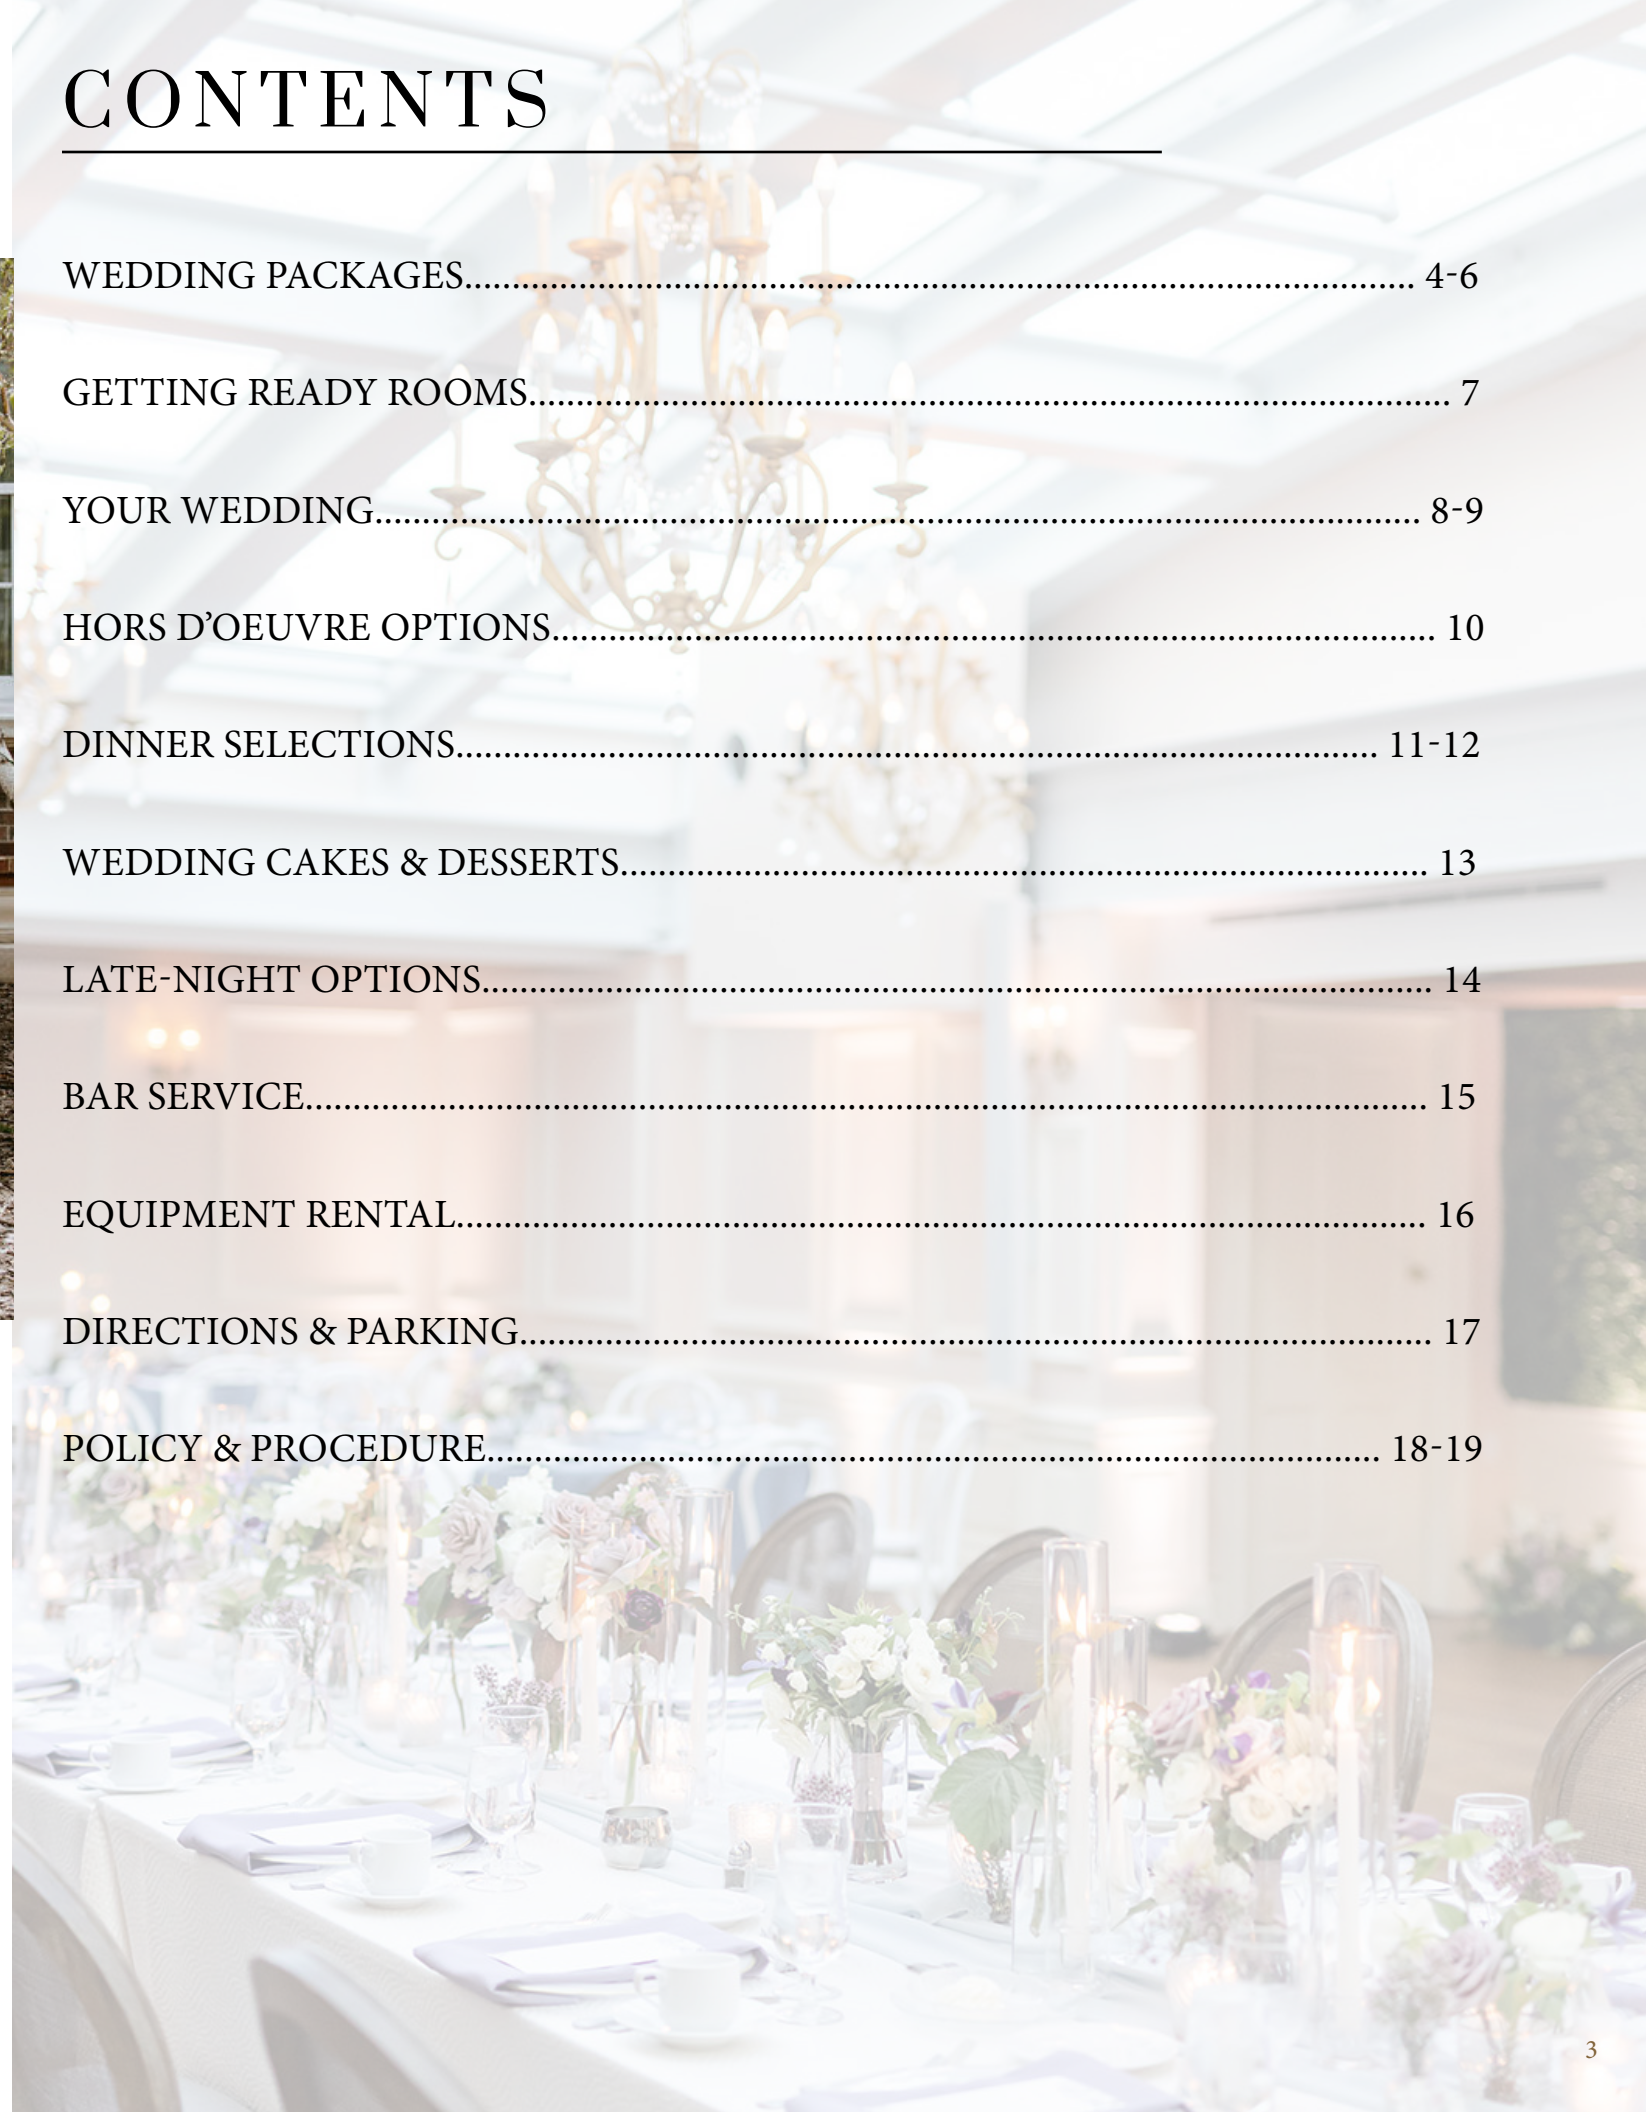 CONTENTS
WEDDING PACKAGES..................................................................................................... 4-6
GETTING READY ROOMS.................................................................................................. 7
YOUR WEDDING............................................................................................................... 8-9
HORS D’OEUVRE OPTIONS.............................................................................................. 10
DINNER SELECTIONS.................................................................................................. 11-12
WEDDING CAKES & DESSERTS...................................................................................... 13
LATE-NIGHT OPTIONS..................................................................................................... 14
BAR SERVICE....................................................................................................................... 15
EQUIPMENT RENTAL....................................................................................................... 16
DIRECTIONS & PARKING................................................................................................. 17
POLICY & PROCEDURE............................................................................................... 18-19
3